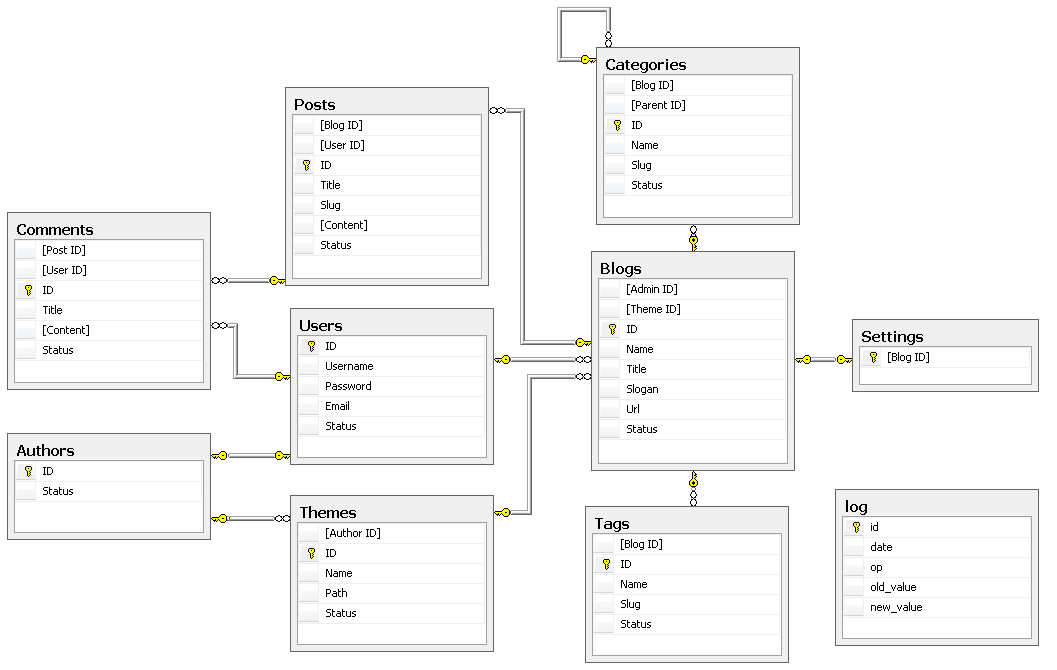 Categories
[Blog ID]
[Parent ID]
ID
Name
Slug
Status
Posts
[Blog ID]
[User ID]
ID
Title
Slug
[Content]
Status
Comments
[Post ID]
[User ID]
ID
Title
[Content]
Status
Blogs
[Admin ID]
[Theme ID]
ID
Name
Title
Slogan
Url
Status
Users
ID
Username
Password
Email
Status
Settings
[Blog ID]
Authors
ID
Status
Themes
[Author ID]
ID
Name
Path
Status
Tags
[Blog ID]
ID
Name
Slug
Status
log
id
date
op
old_value
new_value